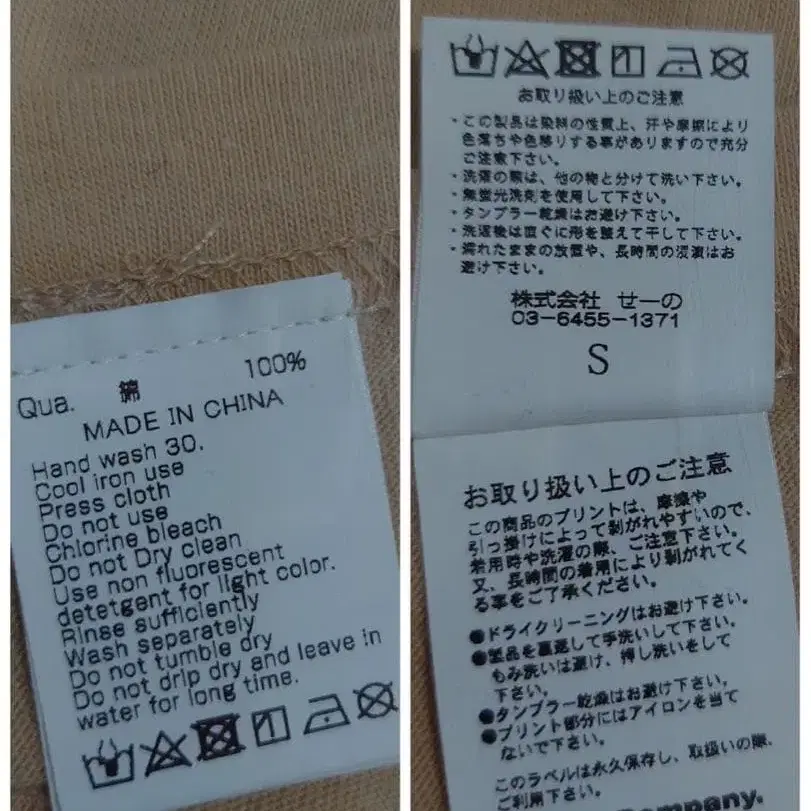 Qua. 綿 100%
MADE IN CHINA
Hand wash 30.
Cool iron use
Press cloth
Do not use
Chlorine bleach
Do not Dry clean
Use non fluorescent
detetgent for light color.
Rinse sufficiently
Wash separately
Do not tumble dry
Do not drip dry and leave in
water for long time.
お取り扱い上のご注意
・この製品は染料の性質上、汗や摩擦により
色落ちや色移りする事がありますので充分
ご注意下さい。
・洗濯の際は、他の物と分けて洗い下さい。
・無蛍光洗剤を使用して下さい。
・タンブラー乾燥はお避け下さい。
・洗濯後は直ぐに形を整えて干して下さい。
・濡れたままの放置や、長時間の浸漬はお
避け下さい。
株式会社 せーの
03-6455-1371
S
お取り扱い上のご注意
この商品のプリントは、摩擦や
引っ掛けによって剥がれやすいので、
着用時や洗濯の際、ご注意下さい。
又、長時間の着用により剥がれてく
る事をご了承ください。
●ドライクリーニングはお避け下さい。
●製品を裏返して手洗いして下さい。
もみ洗いは避け、押し洗いをして
下さい。
●タンブラー乾燥はお避け下さい。
●プリント部分にはアイロンを当て
ないで下さい。
このラベルは永久保存し、取扱いの際、
ご利用下さい。